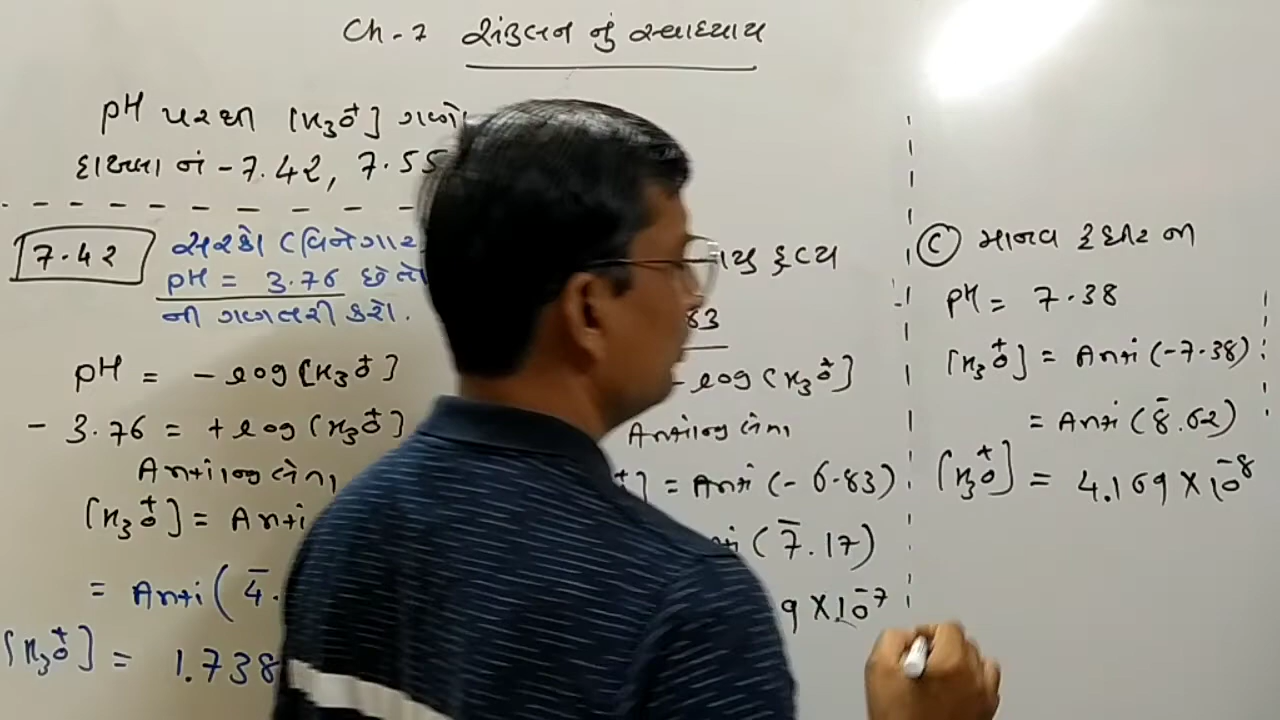 Ch-7 સંકલન નું સ્વાધ્યાય
pH પરથી [H₃O⁺] ગણો
દાખલા નં - 7.42, 7.55
7.42
સરકો (વિનેગાર
pH = 3.76 છે તો
ની ગણતરી કરો.
pH = - log [H₃O⁺]
- 3.76 = + log [H₃O⁺]
Antilog લેતા,
[H₃O⁺] = Anti
= Anti (4̅.
[H₃O⁺] = 1.738
યુ દ્રવ્ય
83
- log (H₃O⁺]
Antilog લેતા,
] = Anti (- 6.83)
ti (7̅.17)
9 × 10⁻⁷
(C) માનવ રુધિર ના
pH = 7.38
[H₃O⁺] = Anti (-7.38)
= Anti (8̅.62)
[H₃O⁺] = 4.169 × 10⁻⁸